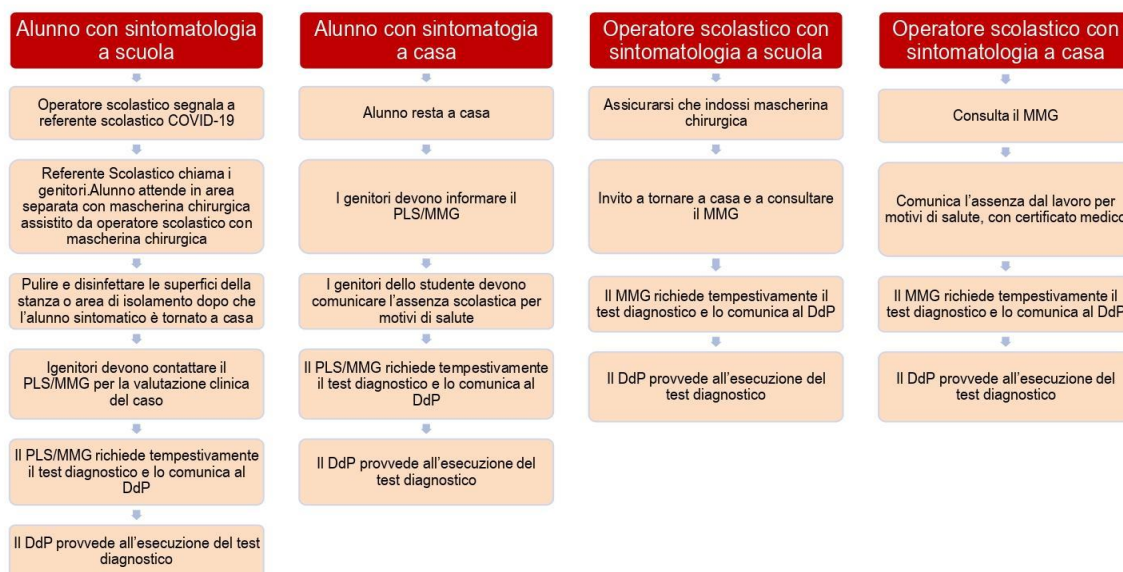 Alunno con sintomatologia
a scuola
Operatore scolastico segnala a
referente scolastico COVID-19
Referente Scolastico chiama i
genitori.Alunno attende in area
separata con mascherina chirurgica
assistito da operatore scolastico con
mascherina chirurgica
Pulire e disinfettare le superfici della
stanza o area di isolamento dopo che
l'alunno sintomatico è tornato a casa
Igenitori devono contattare il
PLS/MMG per la valutazione clinica
del caso
Il PLS/MMG richiede tempestivamente
il test diagnostico e lo comunica al
DdP
Il DdP provvede all'esecuzione del test
diagnostico
Alunno con sintomatogia
a casa
Alunno resta a casa
I genitori devono informare il
PLS/MMG
I genitori dello studente devono
comunicare l'assenza scolastica per
motivi di salute
Il PLS/MMG richiede tempestivamente
il test diagnostico e lo comunica al
DdP
Il DdP provvede all'esecuzione del
test diagnostico
Operatore scolastico con
sintomatologia a scuola
Assicurarsi che indossi mascherina
chirurgica
Invito a tornare a casa e a consultare
il MMG
Il MMG richiede tempestivamente il
test diagnostico e lo comunica al DdP
Il DdP provvede all'esecuzione del
test diagnostico
Operatore scolastico con
sintomatologia a casa
Consulta il MMG
Comunica l'assenza dal lavoro per
motivi di salute, con certificato medico
Il MMG richiede tempestivamente il
test diagnostico e lo comunica al DdP
Il DdP provvede all'esecuzione del
test diagnostico